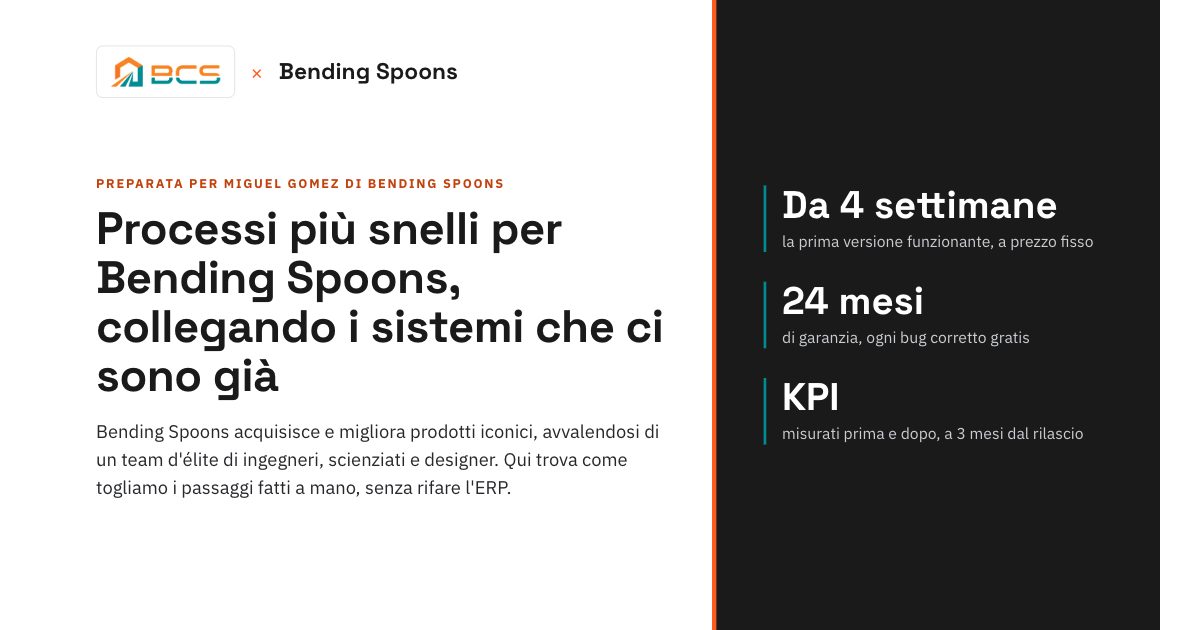 BCS × Bending Spoons
PREPARATA PER MIGUEL GOMEZ DI BENDING SPOONS
Processi più snelli per
Bending Spoons,
collegando i sistemi che ci
sono già
Bending Spoons acquisisce e migliora prodotti iconici, avvalendosi di
un team d'élite di ingegneri, scienziati e designer. Qui trova come
togliamo i passaggi fatti a mano, senza rifare l'ERP.
Da 4 settimane
la prima versione funzionante, a prezzo fisso
24 mesi
di garanzia, ogni bug corretto gratis
KPI
misurati prima e dopo, a 3 mesi dal rilascio